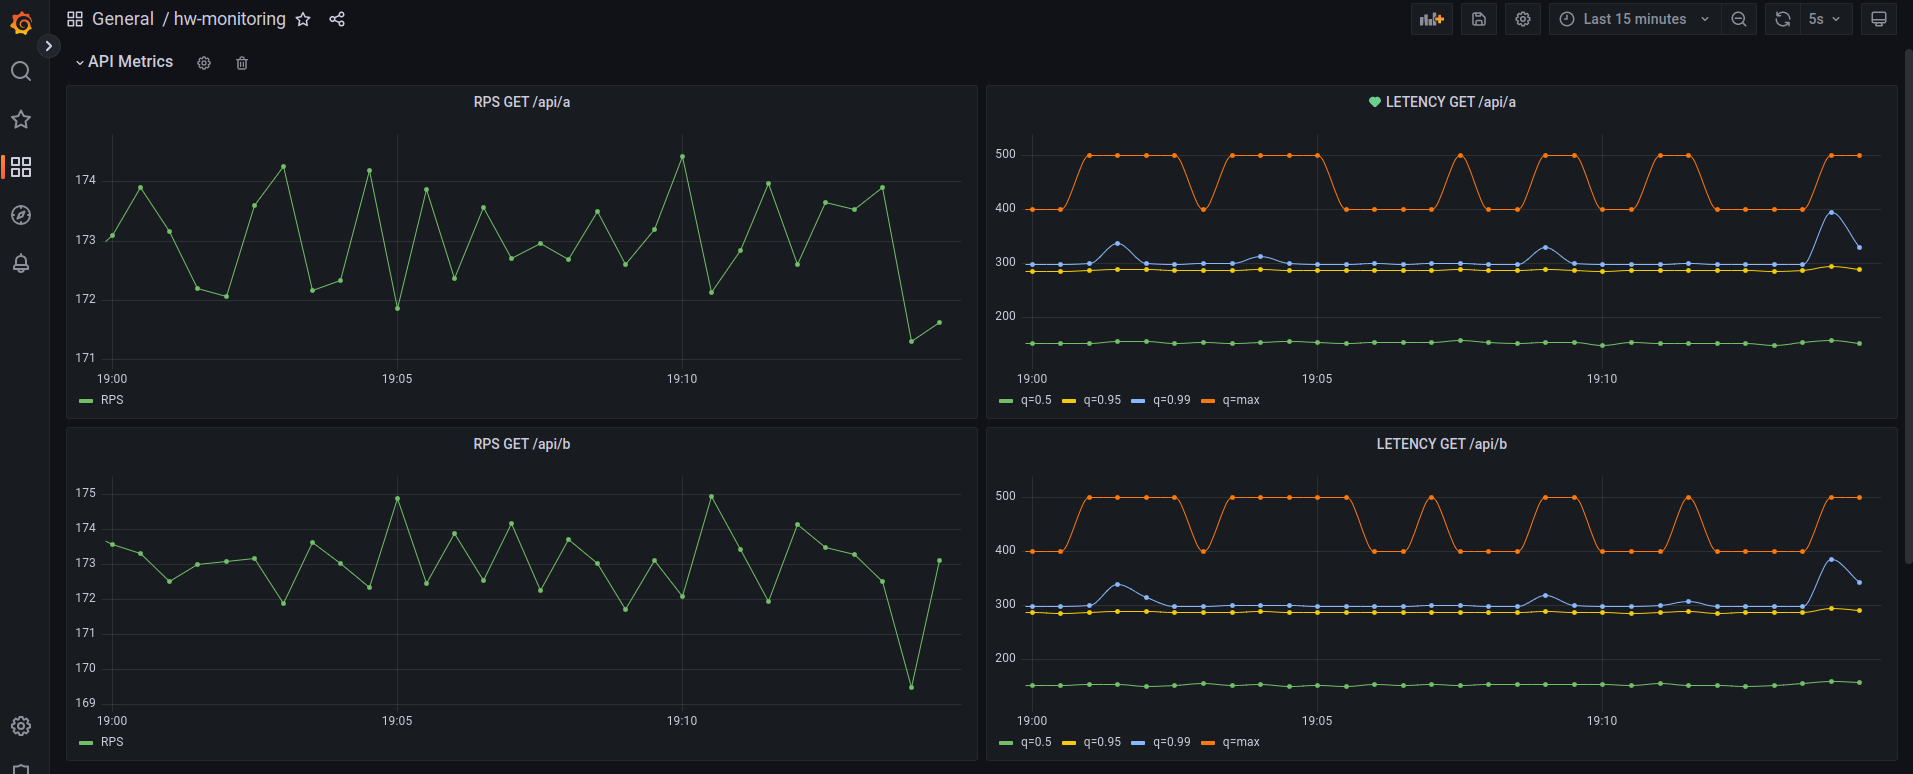 General / hw-monitoring
Last 15 minutes
5s
API Metrics
RPS GET /api/a
174
173
172
171
19:00 19:05 19:10
RPS
LETENCY GET /api/a
500
400
300
200
19:00 19:05 19:10
q=0.5 q=0.95 q=0.99 q=max
RPS GET /api/b
175
174
173
172
171
170
169
19:00 19:05 19:10
RPS
LETENCY GET /api/b
500
400
300
200
19:00 19:05 19:10
q=0.5 q=0.95 q=0.99 q=max